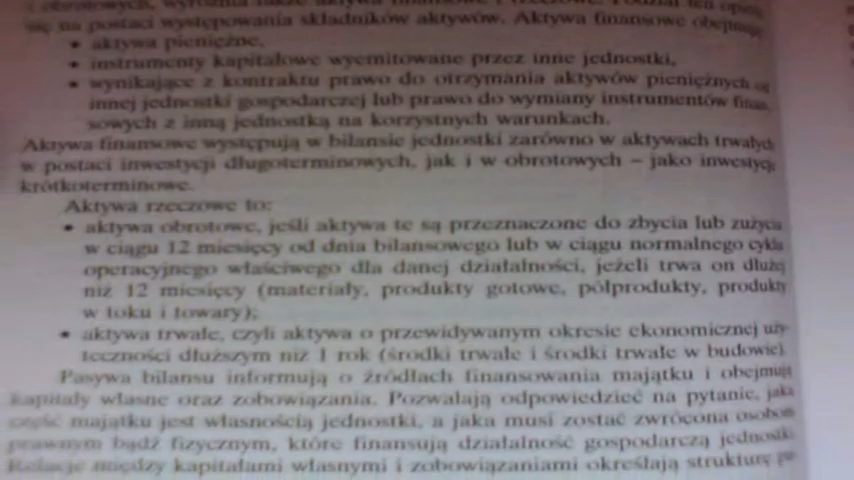 i obrotowych, wyróżnia także aktywa finansowe i rzeczowe. Podział ten
się na postaci występowania składników aktywów. Aktywa finansowe obejmują
• aktywa pieniężne,
• instrumenty kapitałowe wyemitowane przez inne jednostki,
• wynikające z kontraktu prawo do otrzymania aktywów pieniężnych od
innej jednostki gospodarczej lub prawo do wymiany instrumentów finan-
sowych z inną jednostką na korzystnych warunkach.
Aktywa finansowe występują w bilansie jednostki zarówno w aktywach trwałych
w postaci inwestycji długoterminowych, jak i w obrotowych – jako inwestycje
krótkoterminowe.
Aktywa rzeczowe to:
• aktywa obrotowe, jeśli aktywa te są przeznaczone do zbycia lub zużycia
w ciągu 12 miesięcy od dnia bilansowego lub w ciągu normalnego cyklu
operacyjnego właściwego dla danej działalności, jeżeli trwa on dłużej
niż 12 miesięcy (materiały, produkty gotowe, półprodukty, produkty
w toku i towary);
• aktywa trwałe, czyli aktywa o przewidywanym okresie ekonomicznej uży-
teczności dłuższym niż 1 rok (środki trwałe i środki trwałe w budowie).
Pasywa bilansu informują o źródłach finansowania majątku i obejmują
kapitały własne oraz zobowiązania. Pozwalają odpowiedzieć na pytanie, jaka
część majątku jest własnością jednostki, a jaka musi zostać zwrócona osobom
prawnym bądź fizycznym, które finansują działalność gospodarczą jednostki.
Relacje między kapitałami własnymi i zobowiązaniami określają strukturę